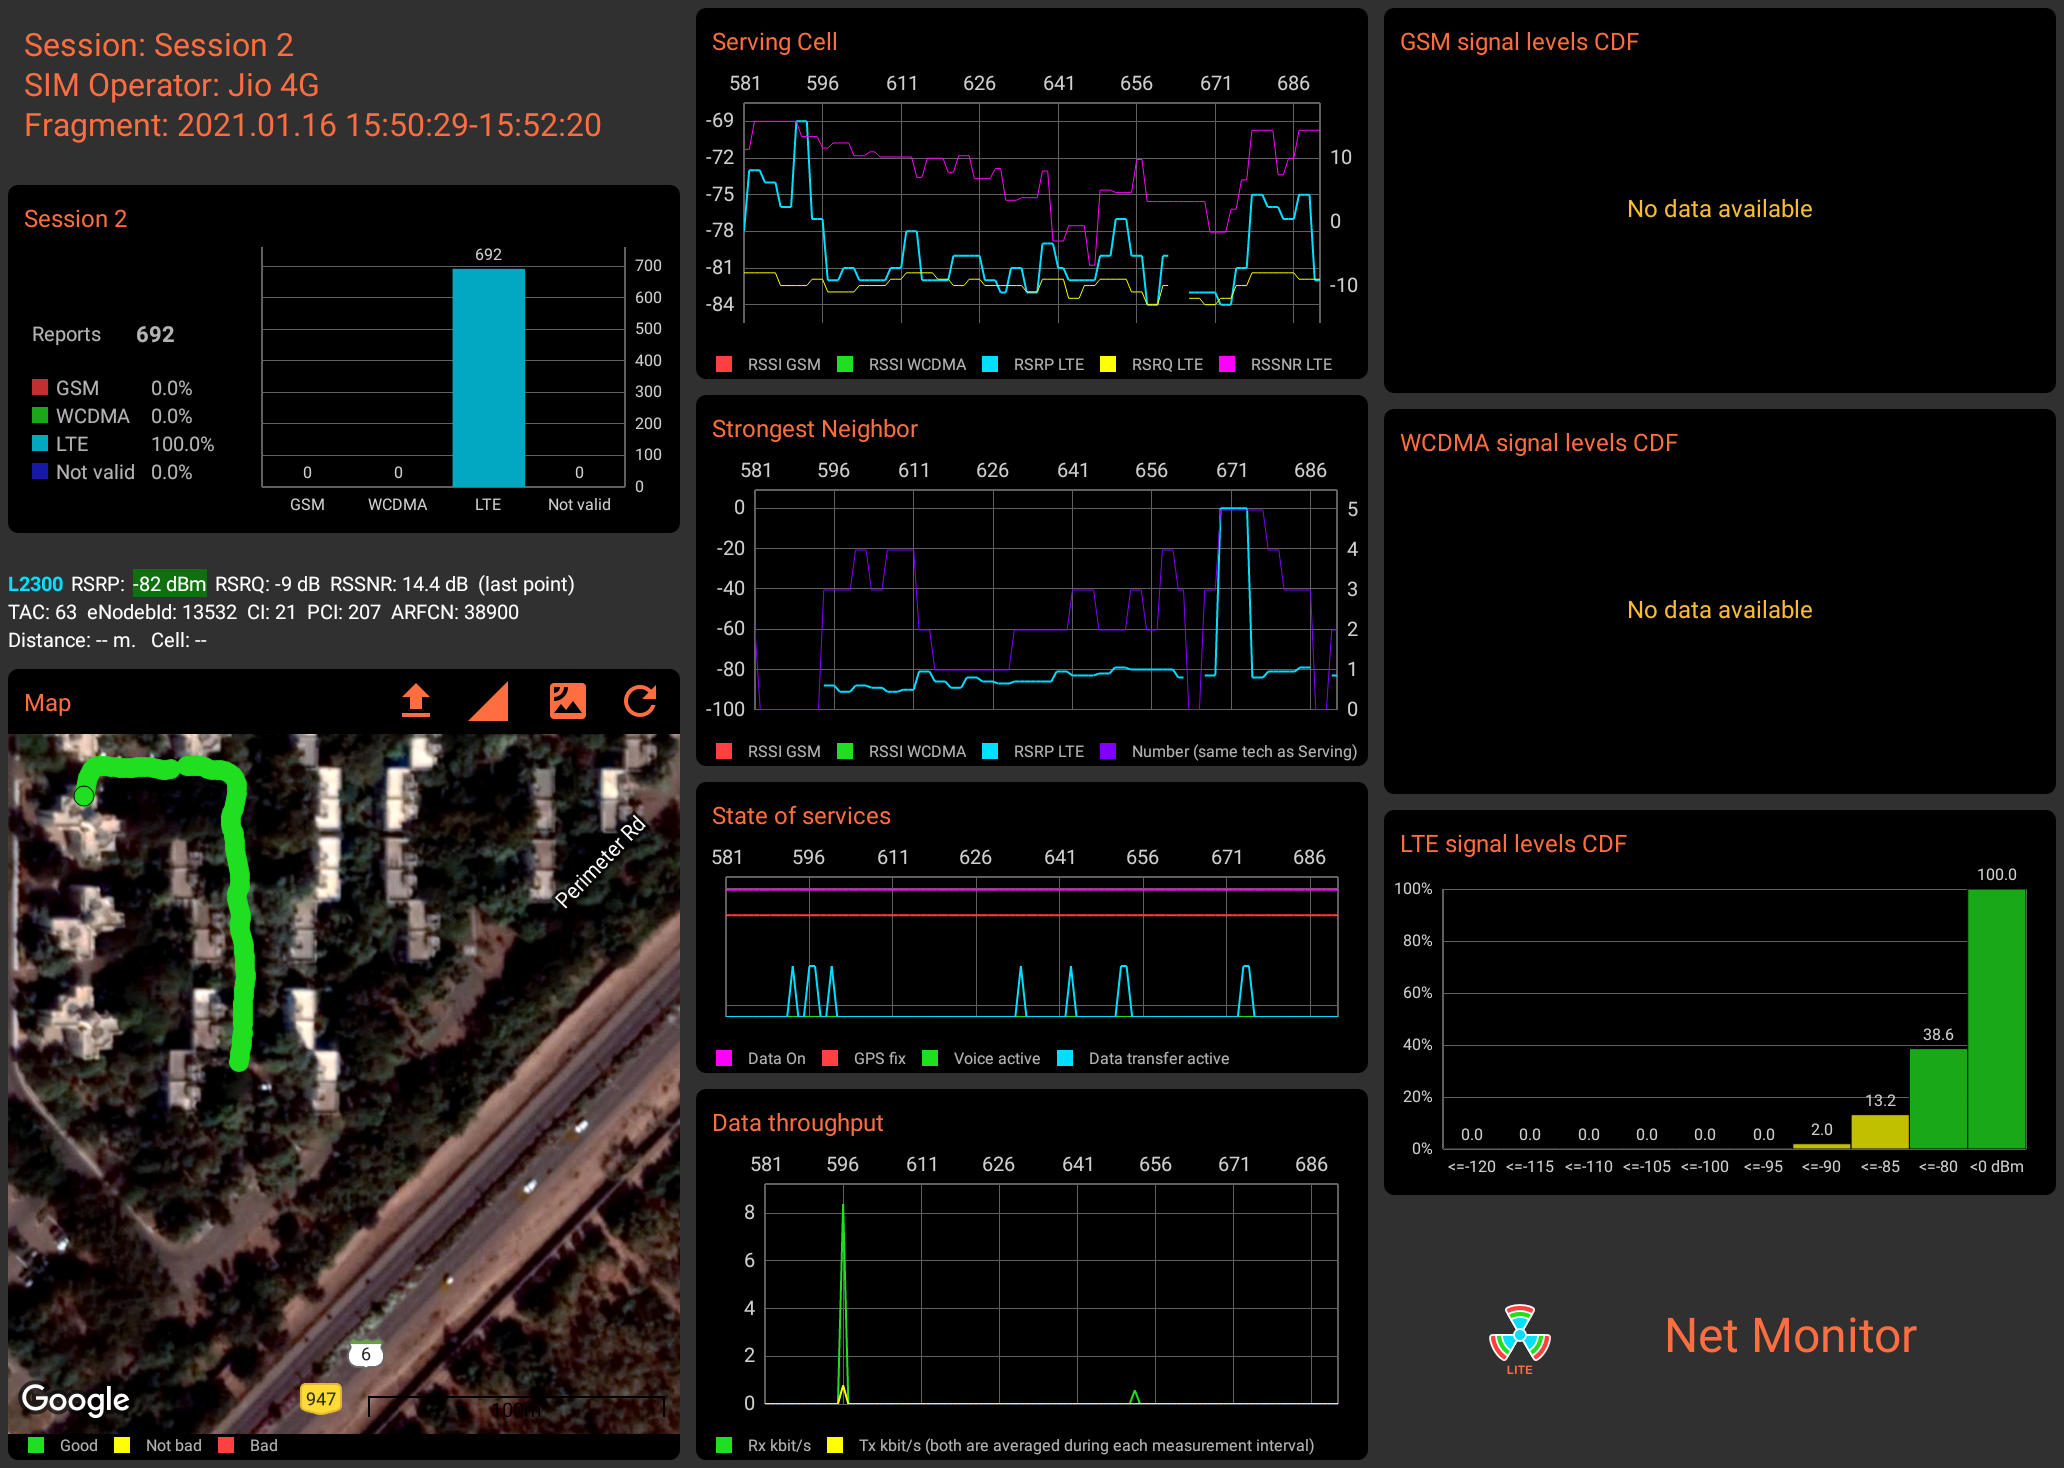 Session: Session 2
SIM Operator: Jio 4G
Fragment: 2021.01.16 15:50:29-15:52:20
Session 2
692
Reports 692
GSM 0.0%
WCDMA 0.0%
LTE 100.0%
Not valid 0.0%
700
600
500
400
300
200
100
0
0 0 0
GSM WCDMA LTE Not valid
L2300 RSRP: -82 dBm RSRQ: -9 dB RSSNR: 14.4 dB (last point)
TAC: 63 eNodebId: 13532 CI: 21 PCI: 207 ARFCN: 38900
Distance: -- m. Cell: --
Map
Perimeter Rd
6
947
Google
100m
Good Not bad Bad
Serving Cell
581 596 611 626 641 656 671 686
-69
-72
-75
-78
-81
-84
10
0
-10
RSSI GSM RSSI WCDMA RSRP LTE RSRQ LTE RSSNR LTE
Strongest Neighbor
581 596 611 626 641 656 671 686
0
-20
-40
-60
-80
-100
5
4
3
2
1
0
RSSI GSM RSSI WCDMA RSRP LTE Number (same tech as Serving)
State of services
581 596 611 626 641 656 671 686
Data On GPS fix Voice active Data transfer active
Data throughput
581 596 611 626 641 656 671 686
8
6
4
2
0
Rx kbit/s Tx kbit/s (both are averaged during each measurement interval)
GSM signal levels CDF
No data available
WCDMA signal levels CDF
No data available
LTE signal levels CDF
100%
80%
60%
40%
20%
0%
0.0 0.0 0.0 0.0 0.0 0.0 2.0 13.2 38.6 100.0
<=-120 <=-115 <=-110 <=-105 <=-100 <=-95 <=-90 <=-85 <=-80 <0 dBm
LITE
Net Monitor